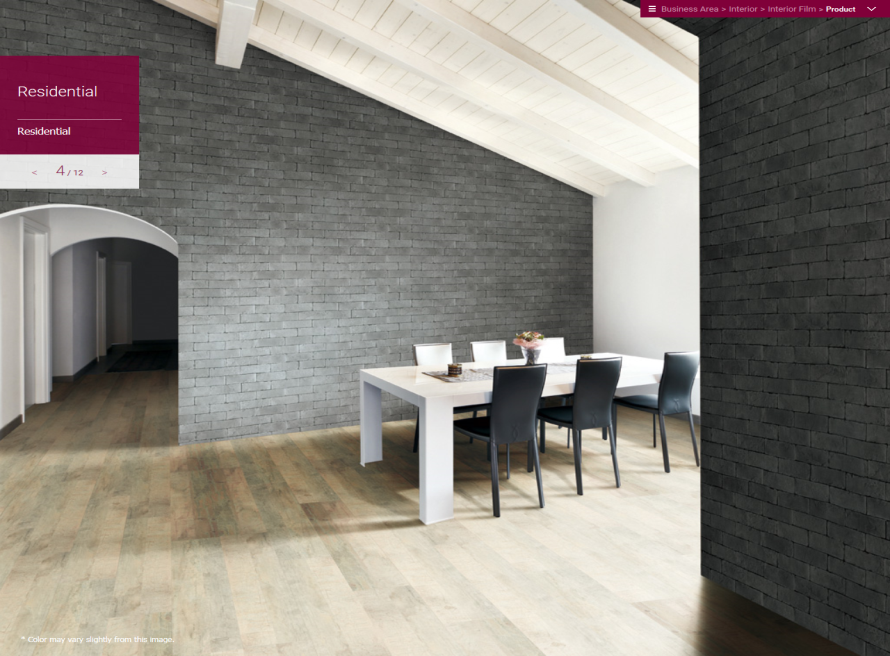 Business Area > Interior > Interior Film > Product
Residential
Residential
< 4 / 12 >
* Color may vary slightly from this image.